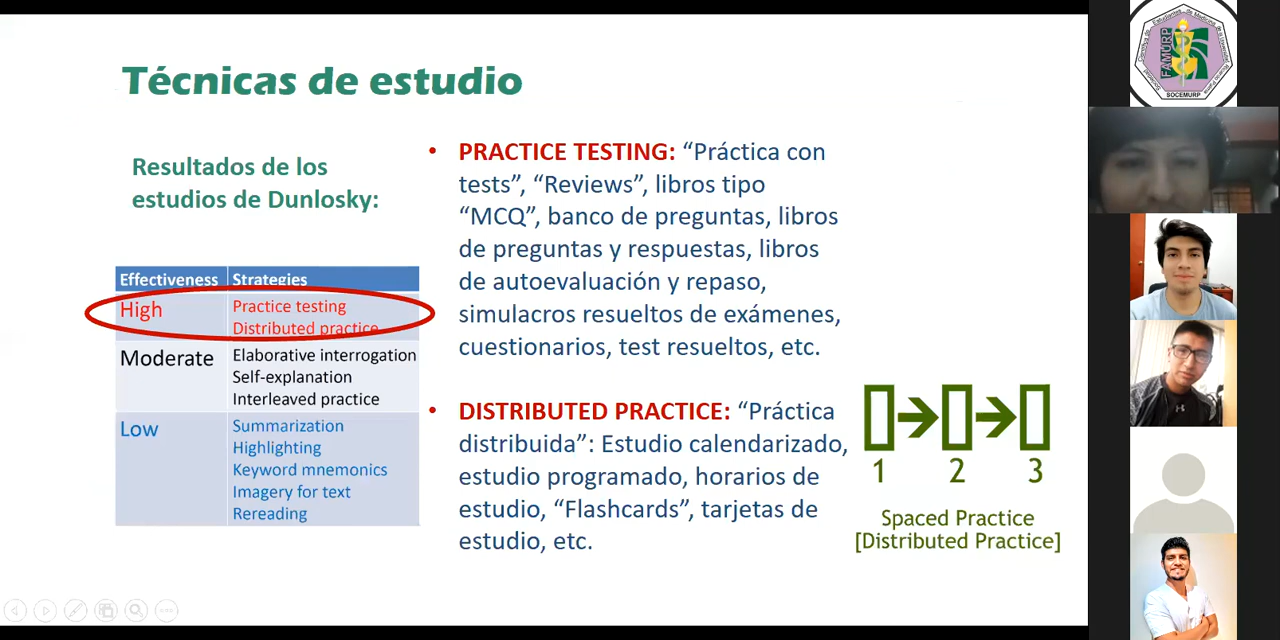 Técnicas de estudio
Resultados de los
estudios de Dunlosky:
Effectiveness Strategies
High Practice testing
Distributed practice
Moderate Elaborative interrogation
Self-explanation
Interleaved practice
Low Summarization
Highlighting
Keyword mnemonics
Imagery for text
Rereading
• PRACTICE TESTING: “Práctica con
tests”, “Reviews”, libros tipo
“MCQ”, banco de preguntas, libros
de preguntas y respuestas, libros
de autoevaluación y repaso,
simulacros resueltos de exámenes,
cuestionarios, test resueltos, etc.
• DISTRIBUTED PRACTICE: “Práctica
distribuida”: Estudio calendarizado,
estudio programado, horarios de
estudio, “Flashcards”, tarjetas de
estudio, etc.
1 2 3
Spaced Practice
[Distributed Practice]
FAMURP
SOCEMURP